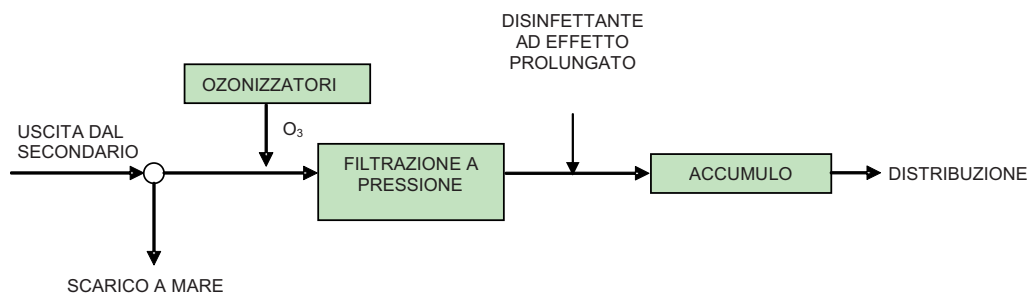 DISINFETTANTE
AD EFFETTO
PROLUNGATO
OZONIZZATORI
O₃
USCITA DAL
SECONDARIO
FILTRAZIONE A
PRESSIONE
ACCUMULO
DISTRIBUZIONE
SCARICO A MARE